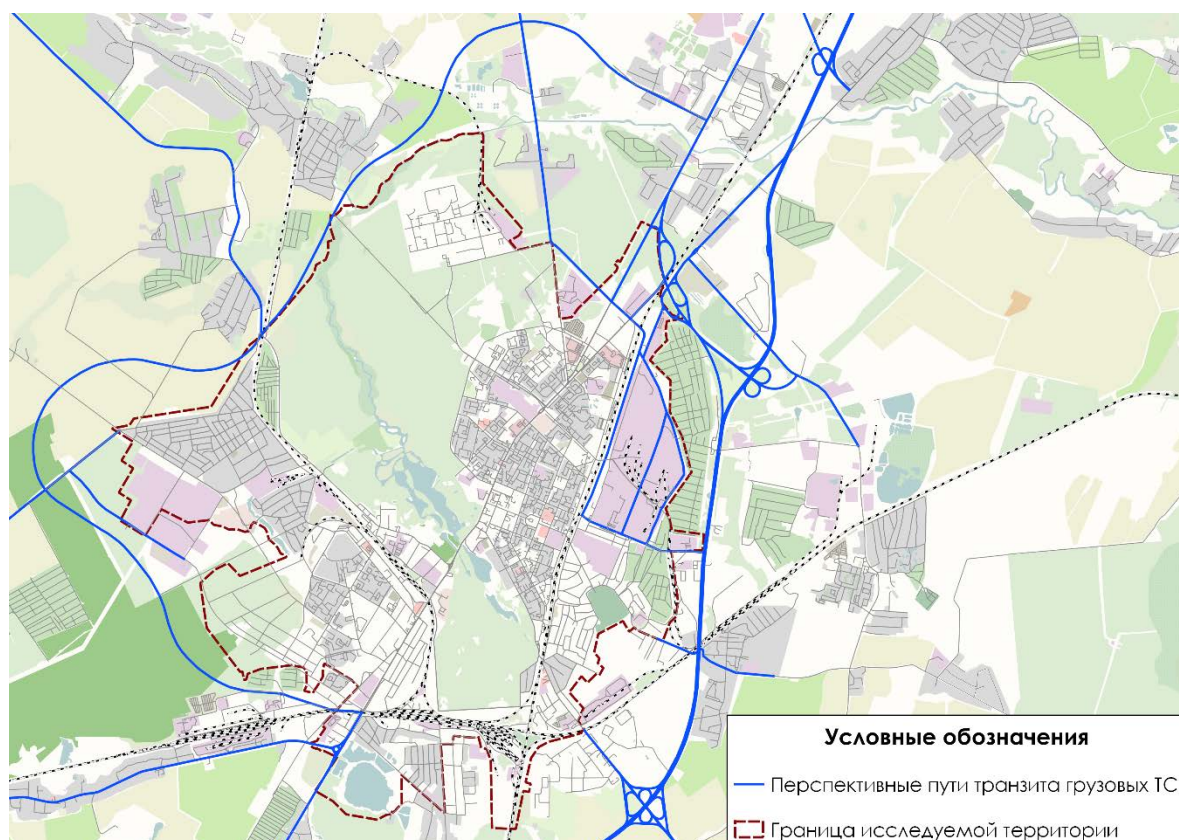 Условные обозначения
Перспективные пути транзита грузовых ТС
Граница исследуемой территории